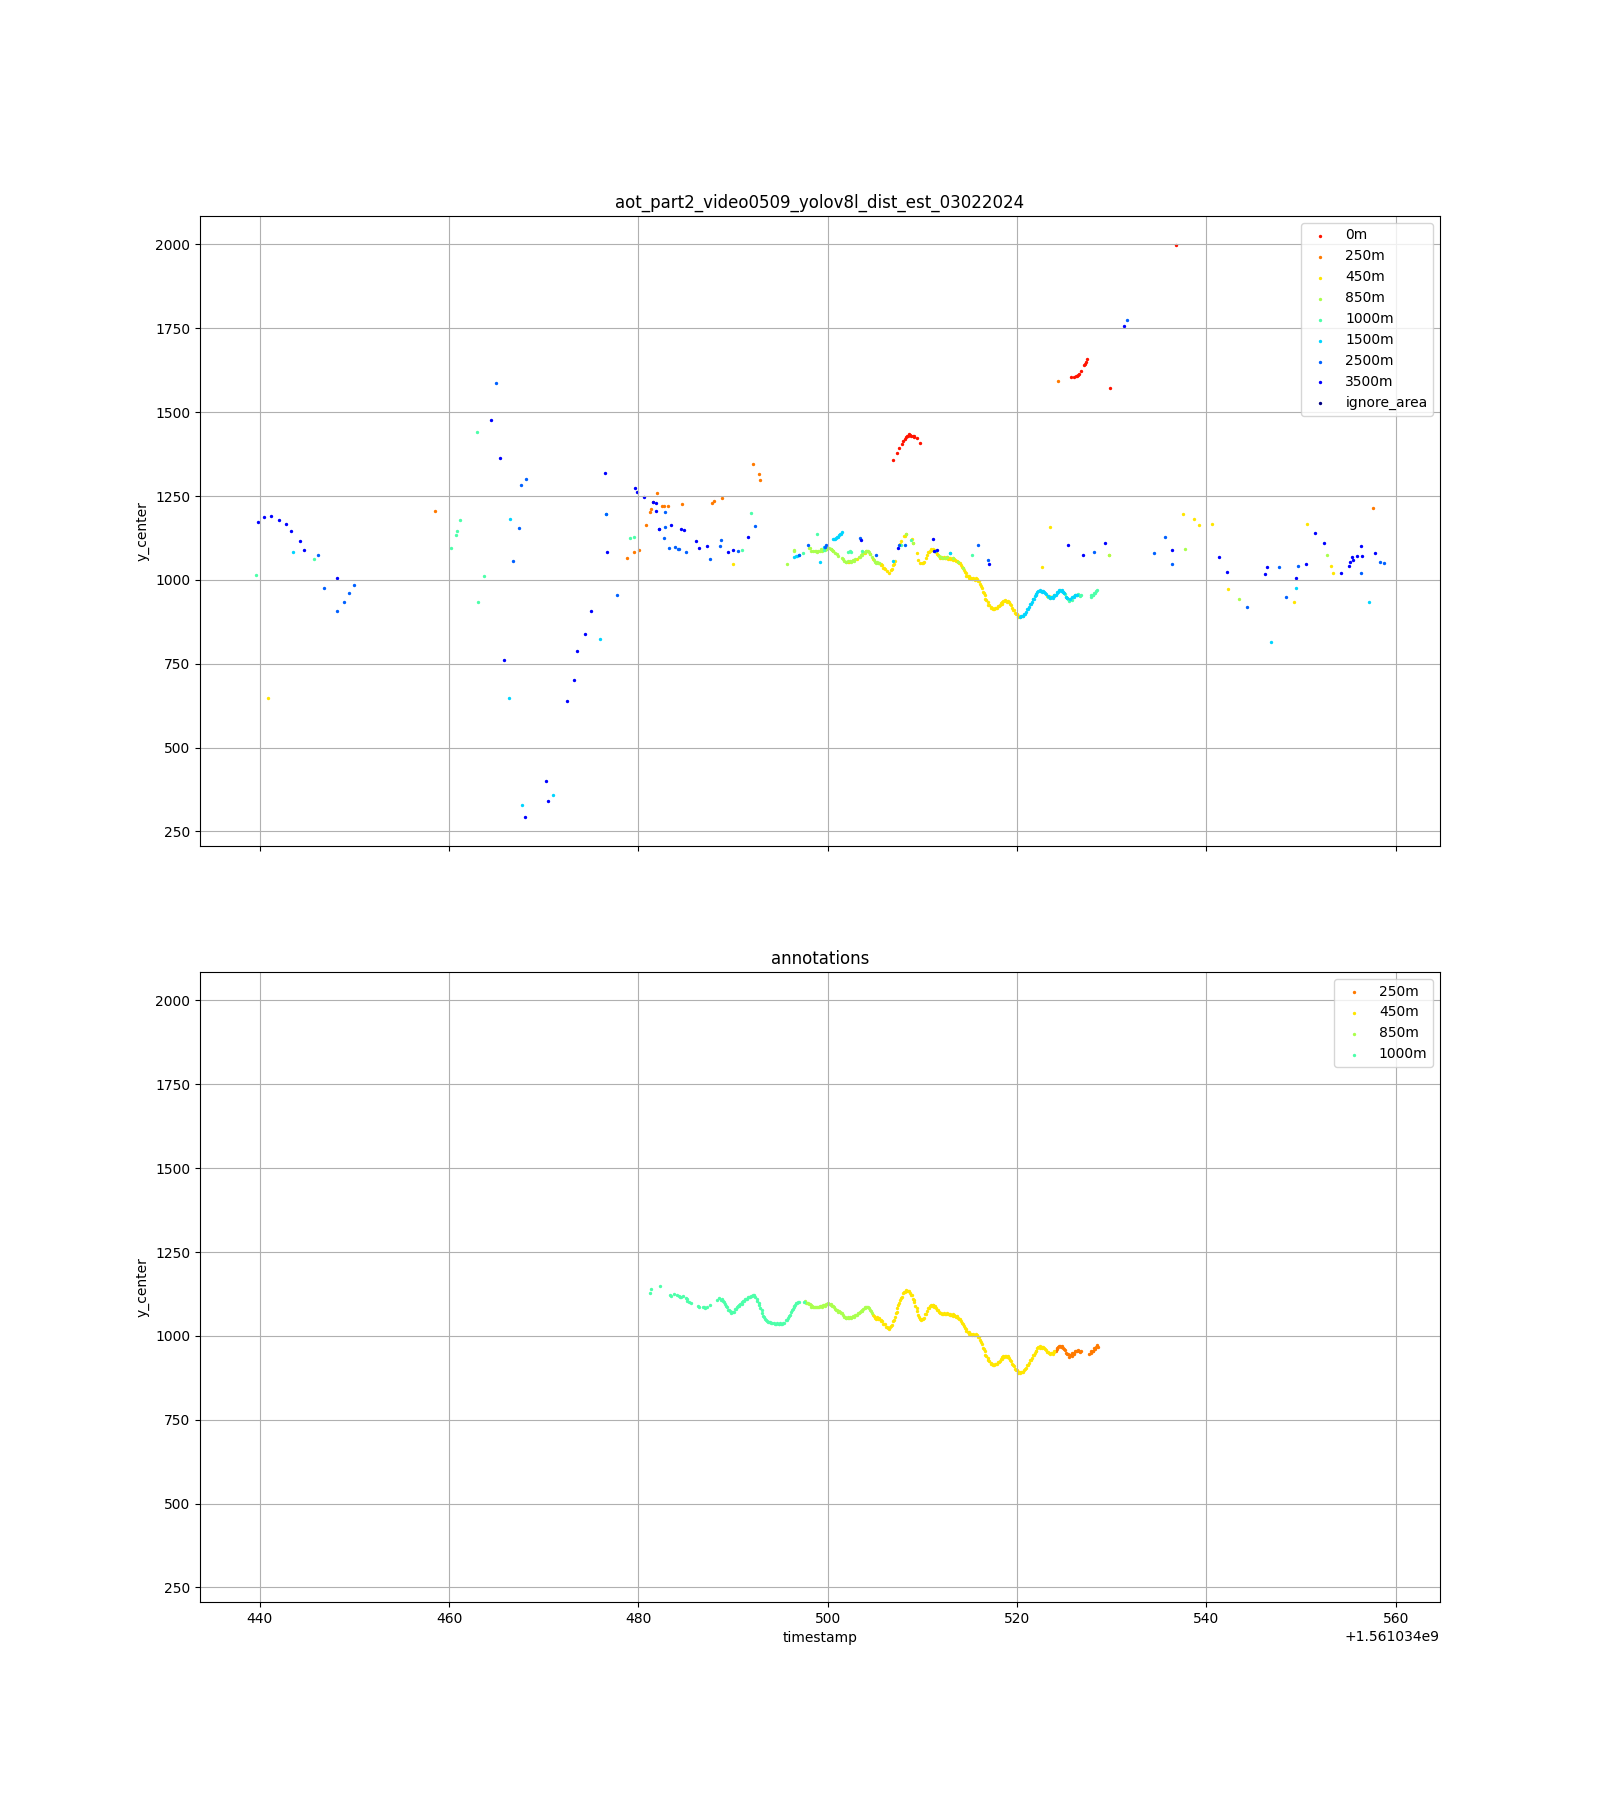 aot_part2_video0509_yolov8l_dist_est_03022024
y_center
2000
1750
1500
1250
1000
750
500
250
0m
250m
450m
850m
1000m
1500m
2500m
3500m
ignore_area
annotations
y_center
2000
1750
1500
1250
1000
750
500
250
250m
450m
850m
1000m
440 460 480 500 520 540 560
timestamp
+1.561034e9